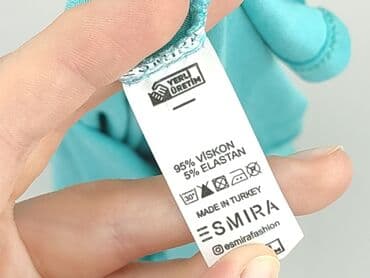 YERLİ
ÜRETİM
95% VİSKON
5% ELASTAN
30°
MADE IN TURKEY
ESMIRA
@esmirafashion